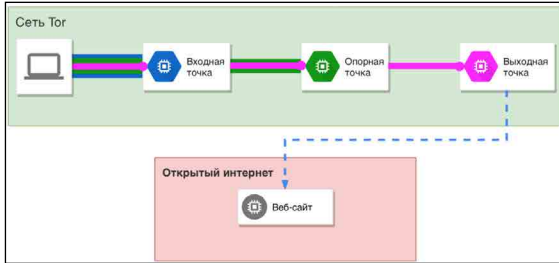 Сеть Tor
Входная
точка
Опорная
точка
Выходная
точка
Открытый интернет
Веб-сайт